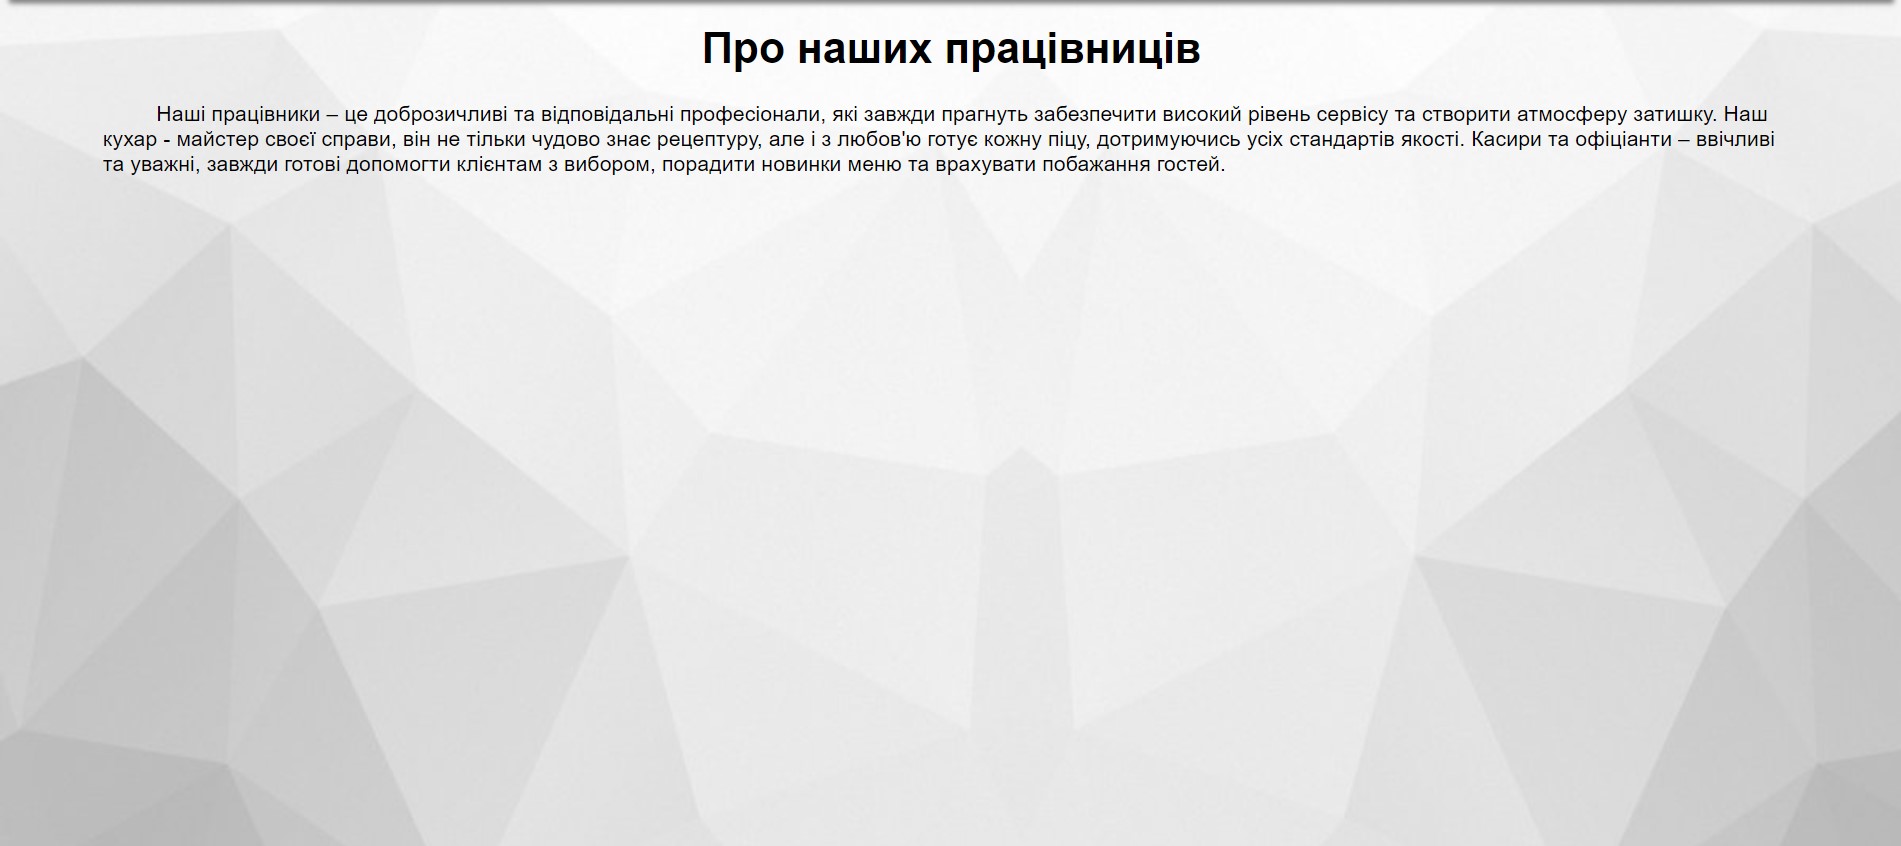 Про наших працівниців
Наші працівники – це доброзичливі та відповідальні професіонали, які завжди прагнуть забезпечити високий рівень сервісу та створити атмосферу затишку. Наш
кухар - майстер своєї справи, він не тільки чудово знає рецептуру, але і з любов'ю готує кожну піцу, дотримуючись усіх стандартів якості. Касири та офіціанти – ввічливі
та уважні, завжди готові допомогти клієнтам з вибором, порадити новинки меню та врахувати побажання гостей.